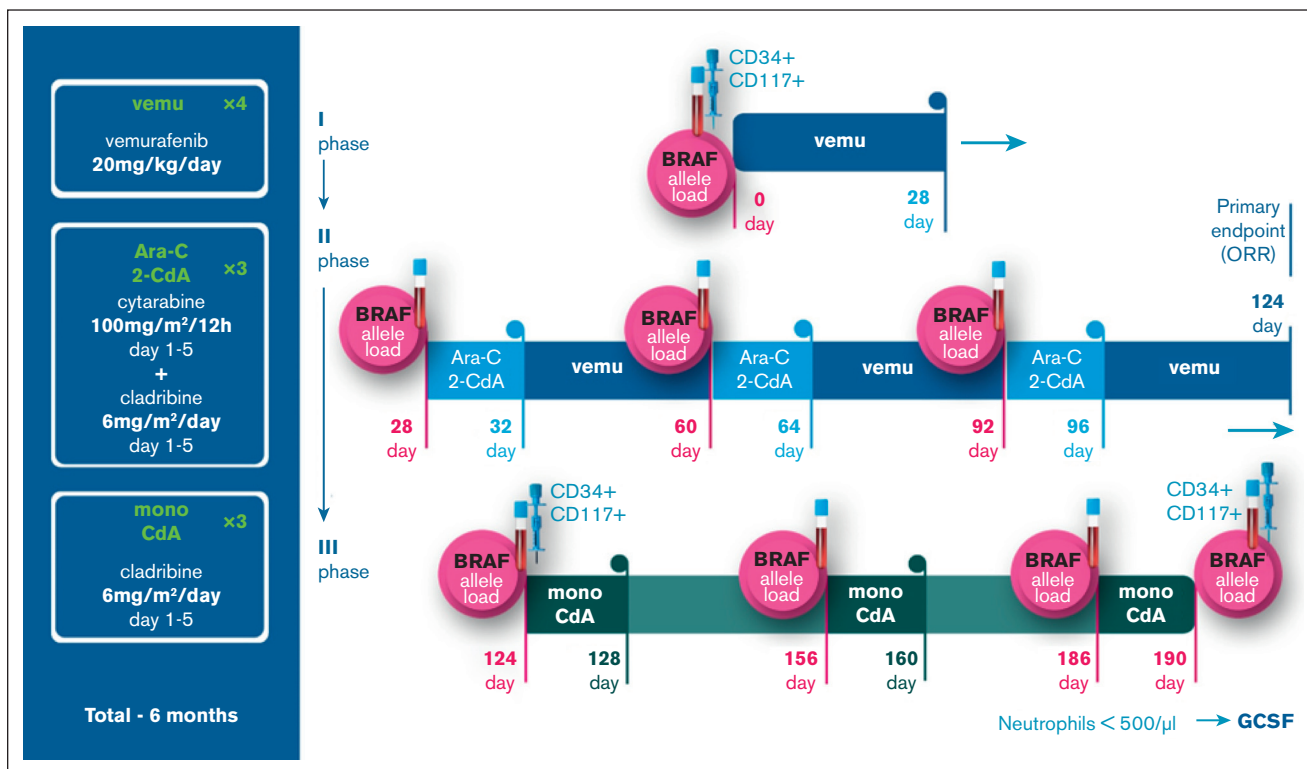 vemu ×4
vemurafenib
20mg/kg/day
Ara-C
2-CdA ×3
cytarabine
100mg/m²/12h
day 1-5
+
cladribine
6mg/m²/day
day 1-5
mono
CdA ×3
cladribine
6mg/m²/day
day 1-5
Total - 6 months
I
phase
II
phase
III
phase
CD34+
CD117+
BRAF
allele
load
vemu
0
day
28
day
Primary
endpoint
(ORR)
124
day
BRAF
allele
load
Ara-C
2-CdA
vemu
BRAF
allele
load
Ara-C
2-CdA
vemu
BRAF
allele
load
Ara-C
2-CdA
vemu
28
day
32
day
60
day
64
day
92
day
96
day
CD34+
CD117+
BRAF
allele
load
mono
CdA
BRAF
allele
load
mono
CdA
BRAF
allele
load
mono
CdA
CD34+
CD117+
BRAF
allele
load
124
day
128
day
156
day
160
day
186
day
190
day
Neutrophils < 500/µl → GCSF